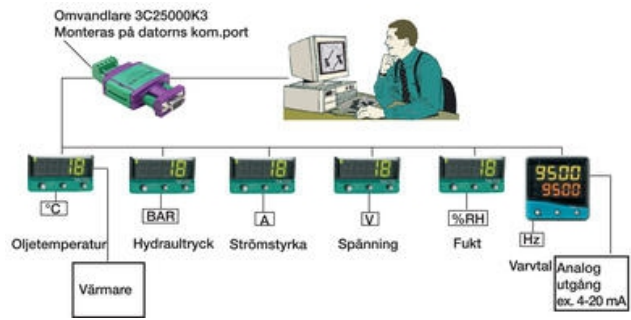 Omvandlare 3C25000K3
Monteras på datorns kom.port
18 18 18 18 18 9500
9500
°C BAR A V %RH Hz
Oljetemperatur Hydraultryck Strömstyrka Spänning Fukt Varvtal
Värmare
Analog
utgång
ex. 4-20 mA